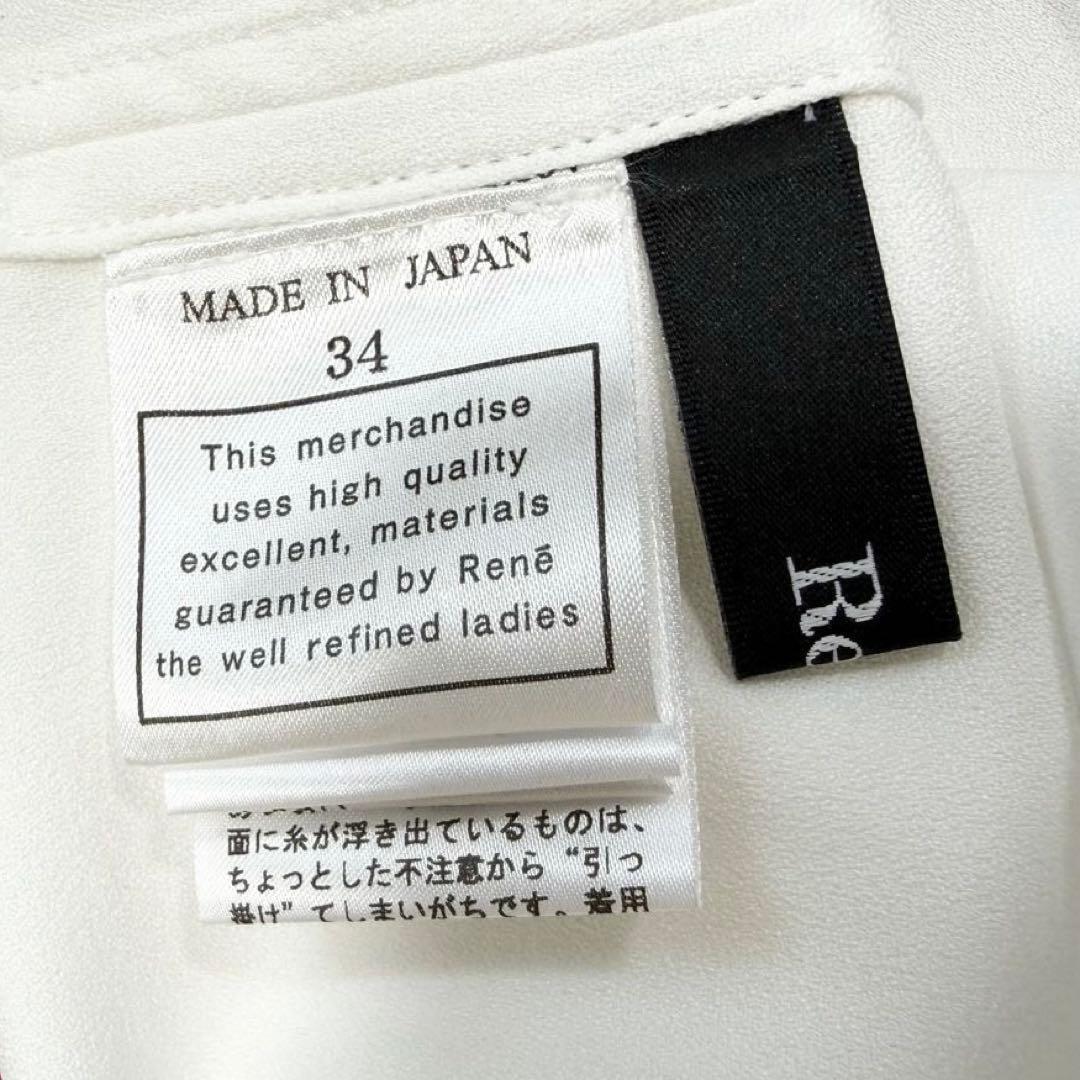 MADE IN JAPAN
34
This merchandise
uses high quality
excellent, materials
guaranteed by Renē
the well refined ladies
面に糸が浮き出ているものは、
ちょっとした不注意から“引っ
掛け”てしまいがちです。着用
Re